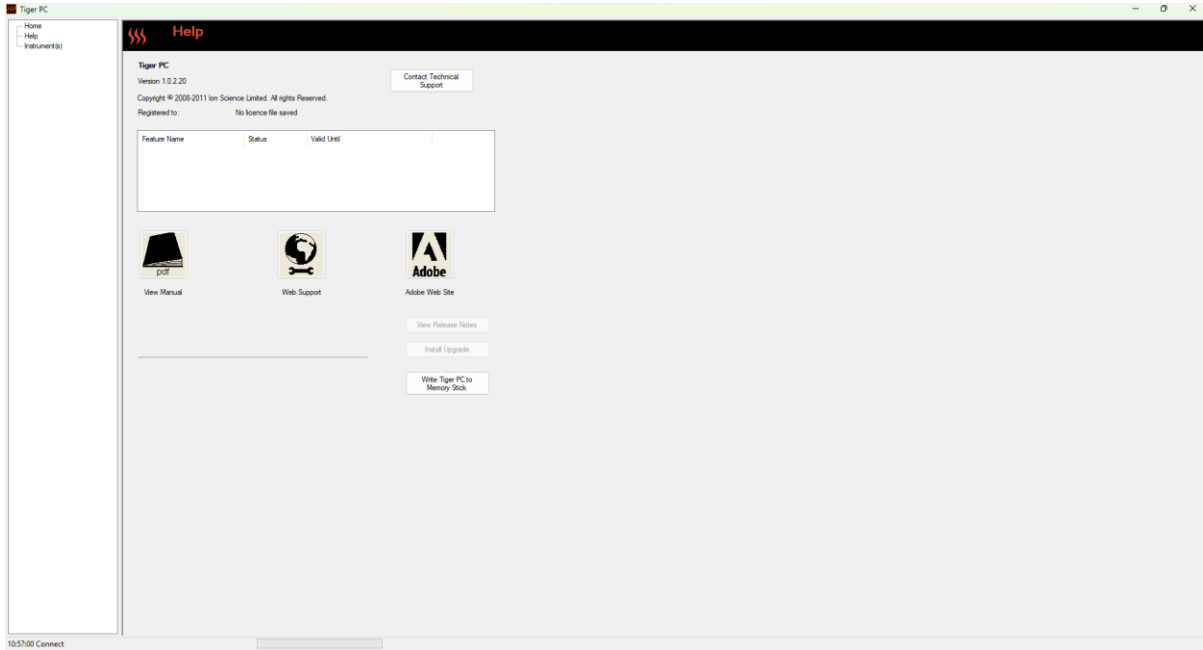 Tiger PC
Home
Help
Instrument(s)
Help
Tiger PC
Version 1.0.2.20
Contact Technical
Support
Copyright © 2008-2011 Ion Science Limited. All rights Reserved.
Registered to: No licence file saved
Feature Name Status Valid Until
pdf
Adobe
View Manual Web Support Adobe Web Site
View Release Notes
Install Upgrade
Write Tiger PC to
Memory Stick
10:57:00 Connect